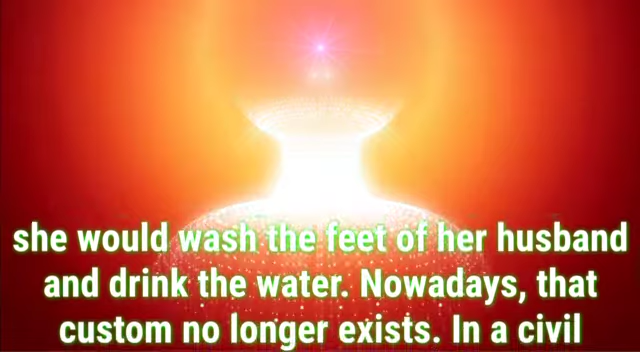 she would wash the feet of her husband
and drink the water. Nowadays, that
custom no longer exists. In a civil